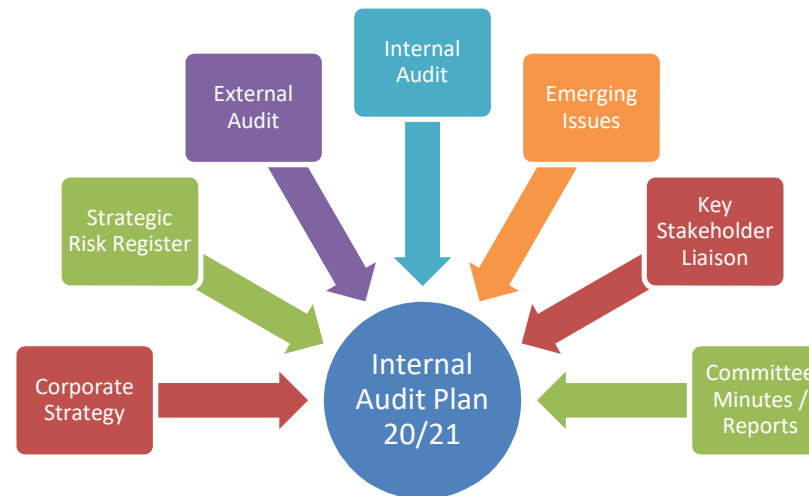 Internal
Audit
External
Audit
Emerging
Issues
Strategic
Risk Register
Key
Stakeholder
Liaison
Corporate
Strategy
Internal
Audit Plan
20/21
Committee
Minutes /
Reports